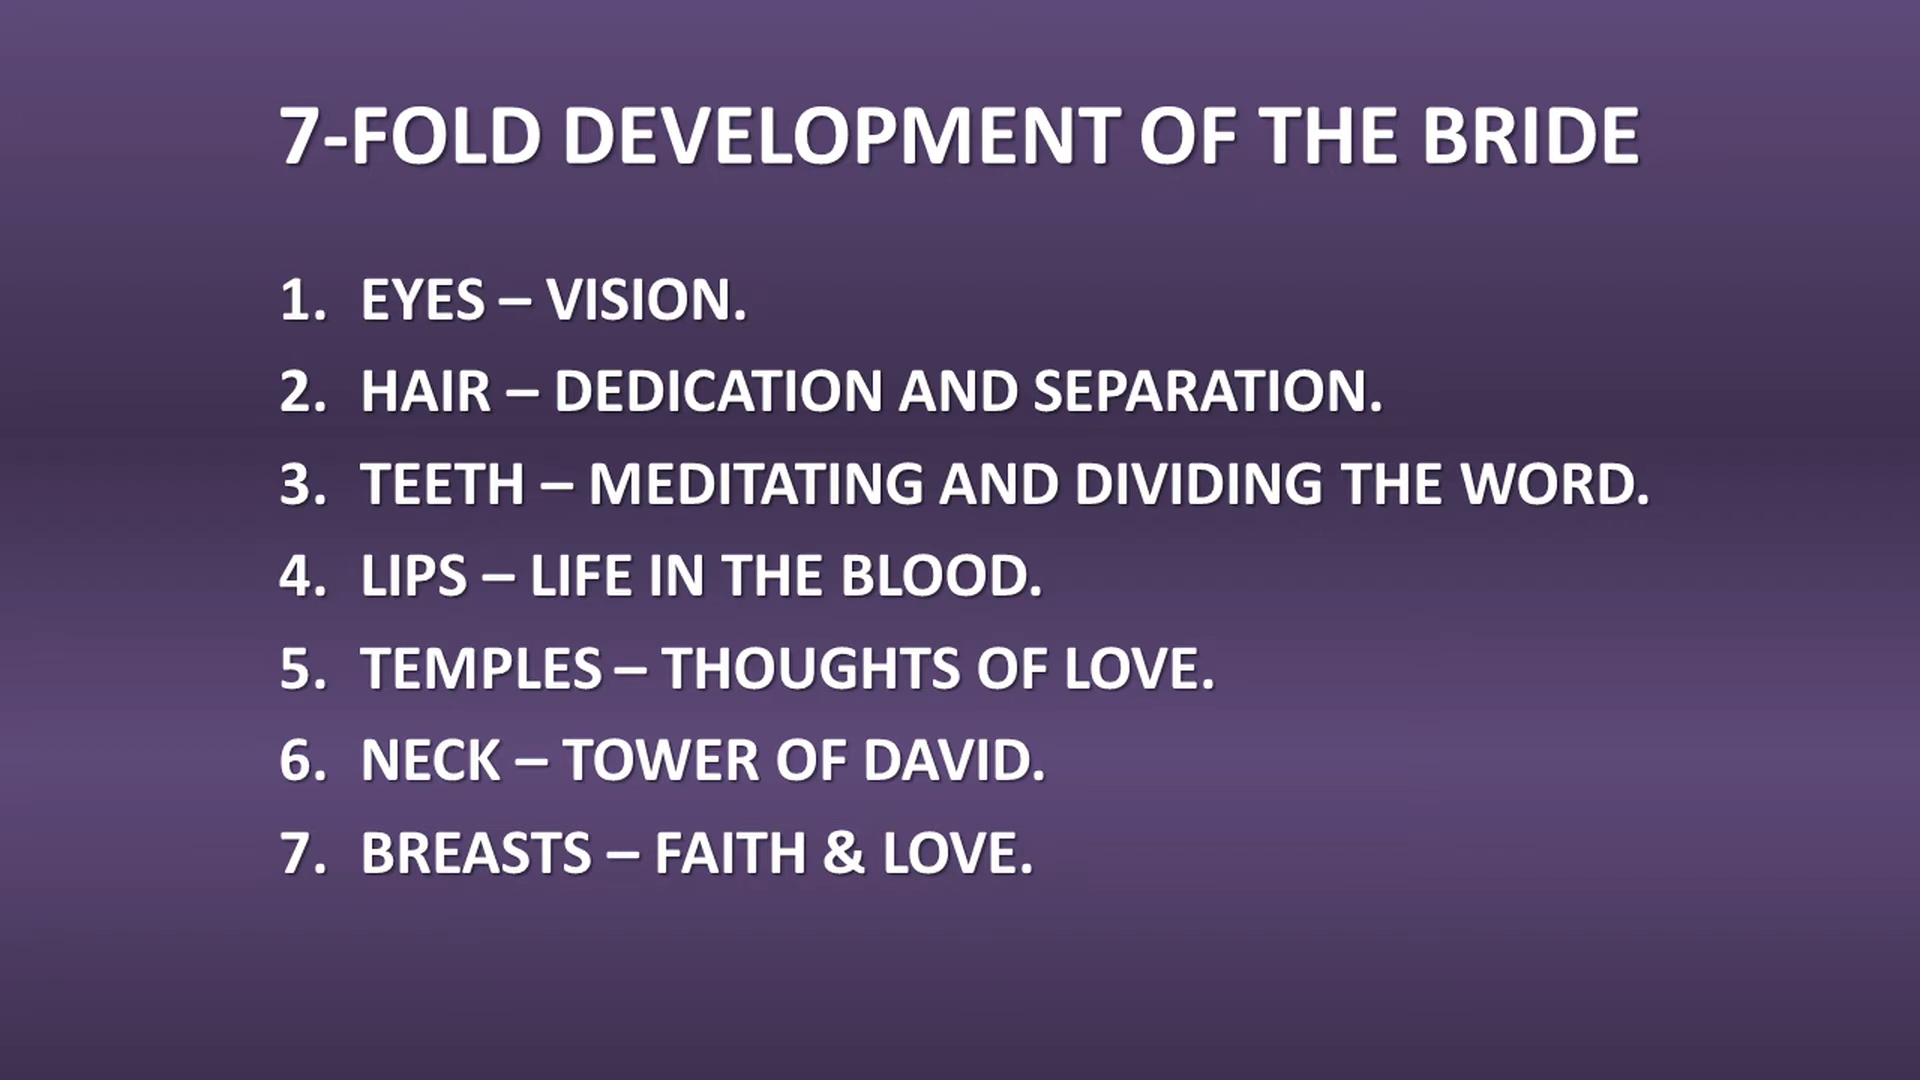 7-FOLD DEVELOPMENT OF THE BRIDE
1. EYES – VISION.
2. HAIR – DEDICATION AND SEPARATION.
3. TEETH – MEDITATING AND DIVIDING THE WORD.
4. LIPS – LIFE IN THE BLOOD.
5. TEMPLES – THOUGHTS OF LOVE.
6. NECK – TOWER OF DAVID.
7. BREASTS – FAITH & LOVE.